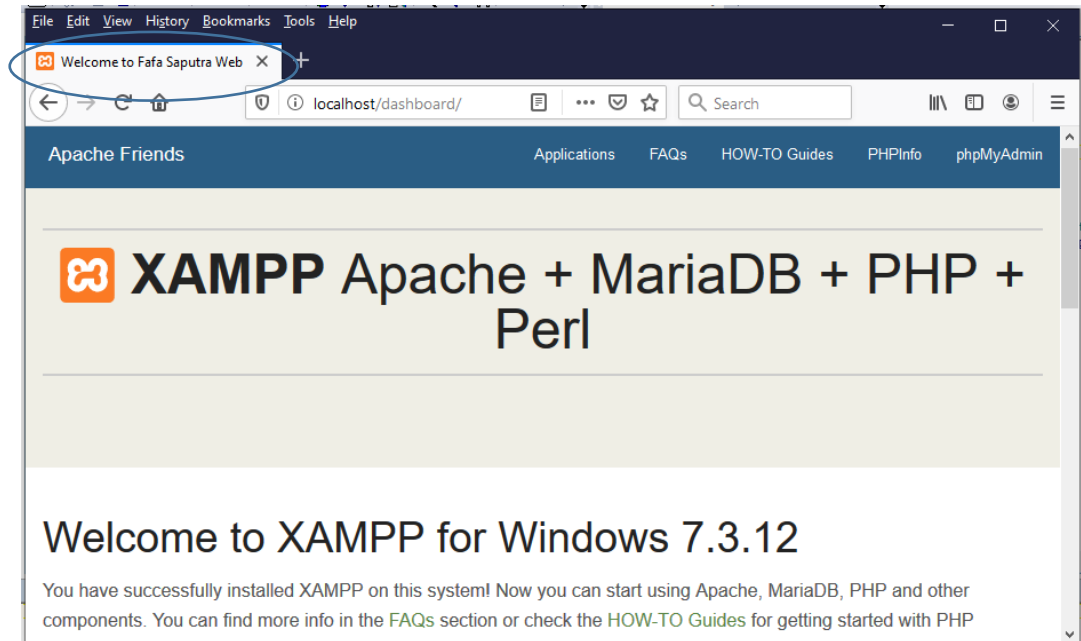 File Edit View History Bookmarks Tools Help
Welcome to Fafa Saputra Web
localhost/dashboard/ Search
Apache Friends Applications FAQs HOW-TO Guides PHPInfo phpMyAdmin
XAMPP Apache + MariaDB + PHP +
Perl
Welcome to XAMPP for Windows 7.3.12
You have successfully installed XAMPP on this system! Now you can start using Apache, MariaDB, PHP and other
components. You can find more info in the FAQs section or check the HOW-TO Guides for getting started with PHP